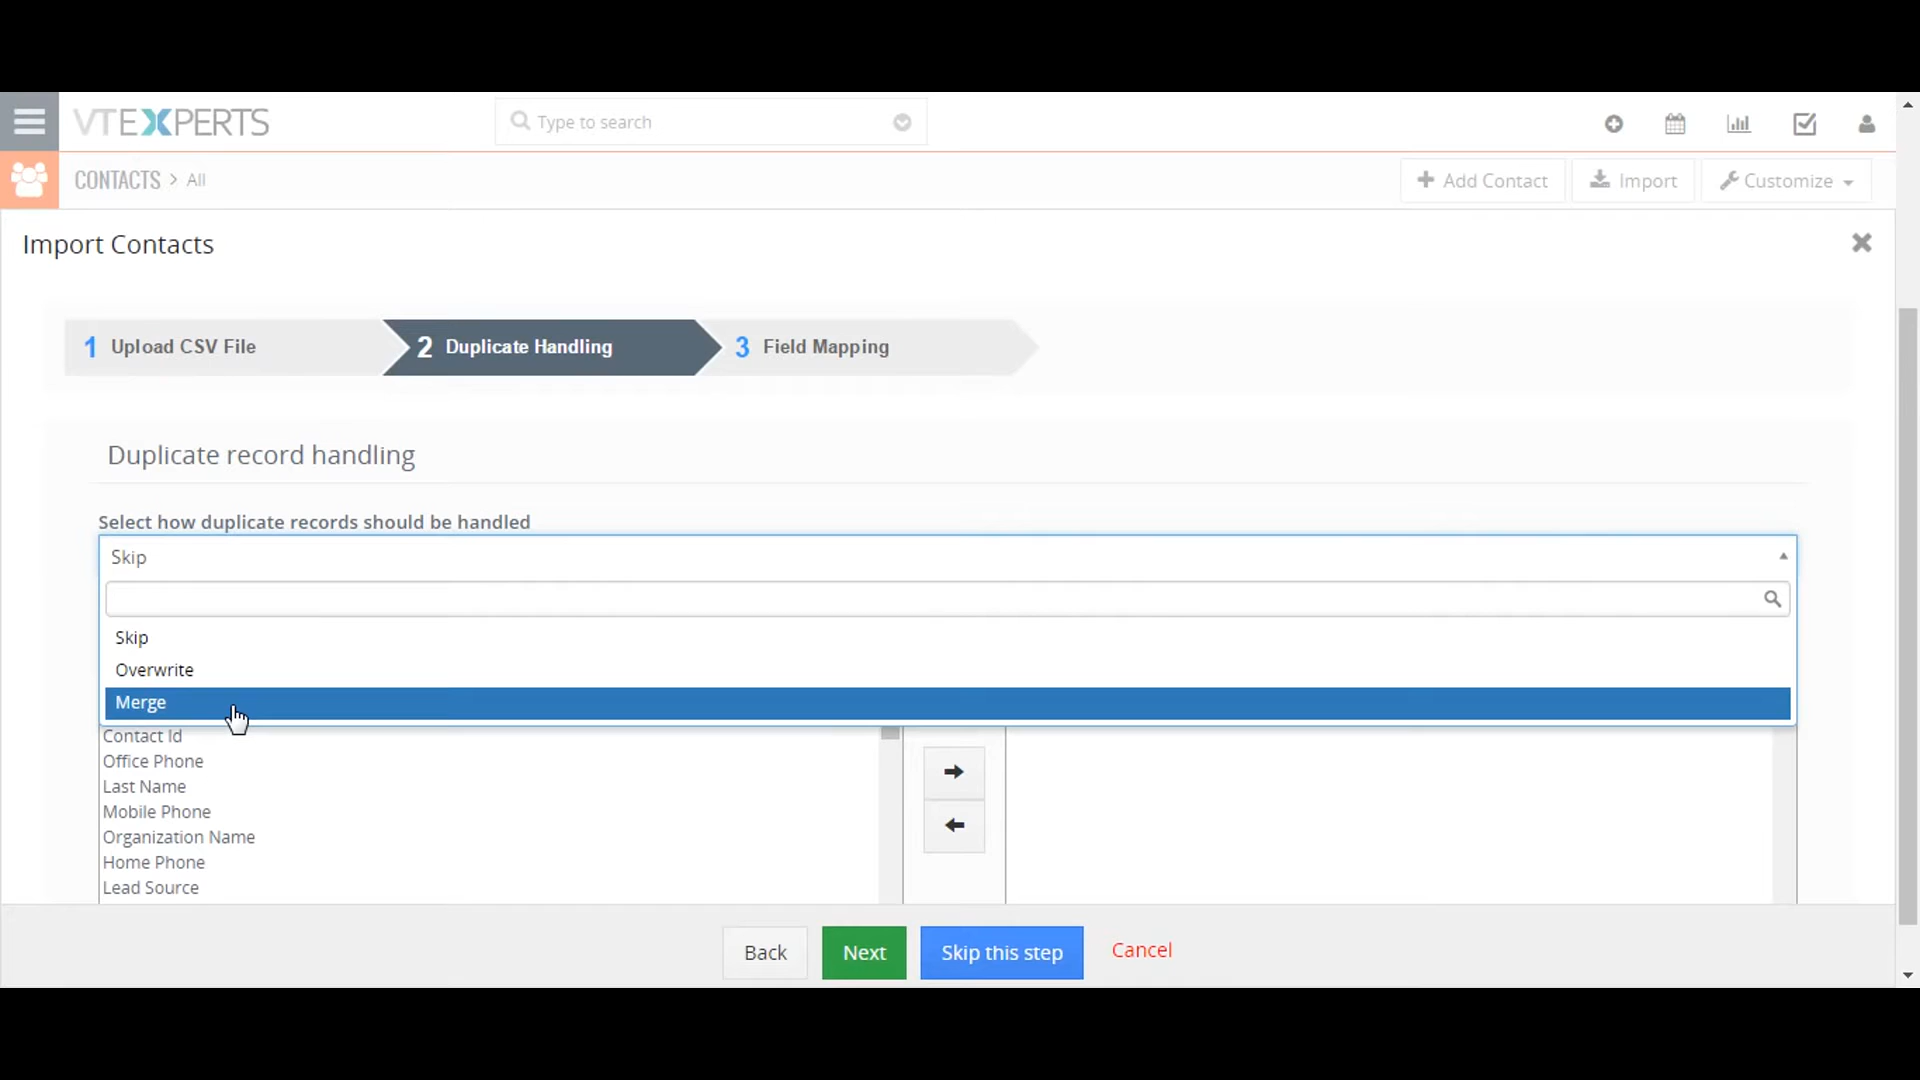 VTEXPERTS
Type to search
CONTACTS > All
Add Contact
Import
Customize
Import Contacts
1 Upload CSV File
2 Duplicate Handling
3 Field Mapping
Duplicate record handling
Select how duplicate records should be handled
Skip
Skip
Overwrite
Merge
Contact Id
Office Phone
Last Name
Mobile Phone
Organization Name
Home Phone
Lead Source
Back
Next
Skip this step
Cancel